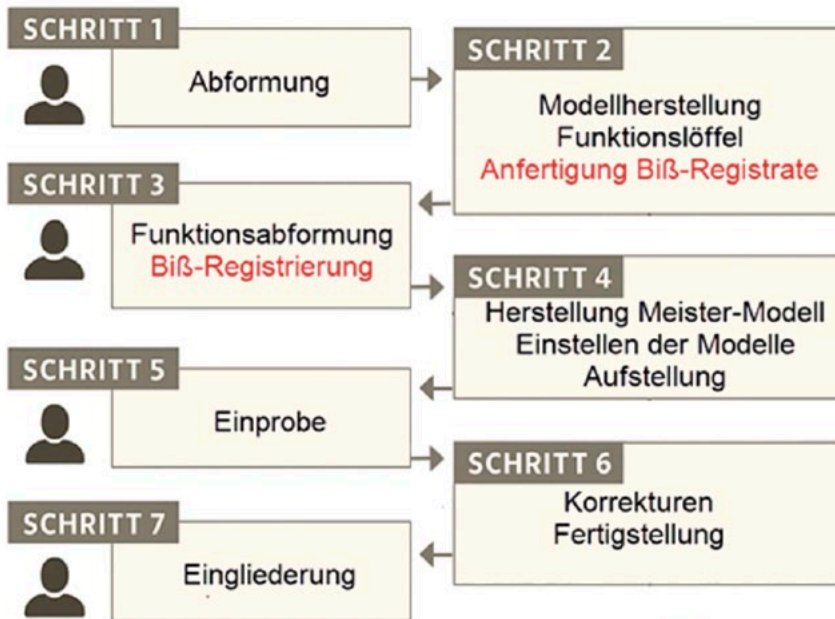 SCHRITT 1
Abformung
SCHRITT 2
Modellherstellung
Funktionslöffel
Anfertigung Biß-Registrate
SCHRITT 3
Funktionsabformung
Biß-Registrierung
SCHRITT 4
Herstellung Meister-Modell
Einstellen der Modelle
Aufstellung
SCHRITT 5
Einprobe
SCHRITT 6
Korrekturen
Fertigstellung
SCHRITT 7
Eingliederung